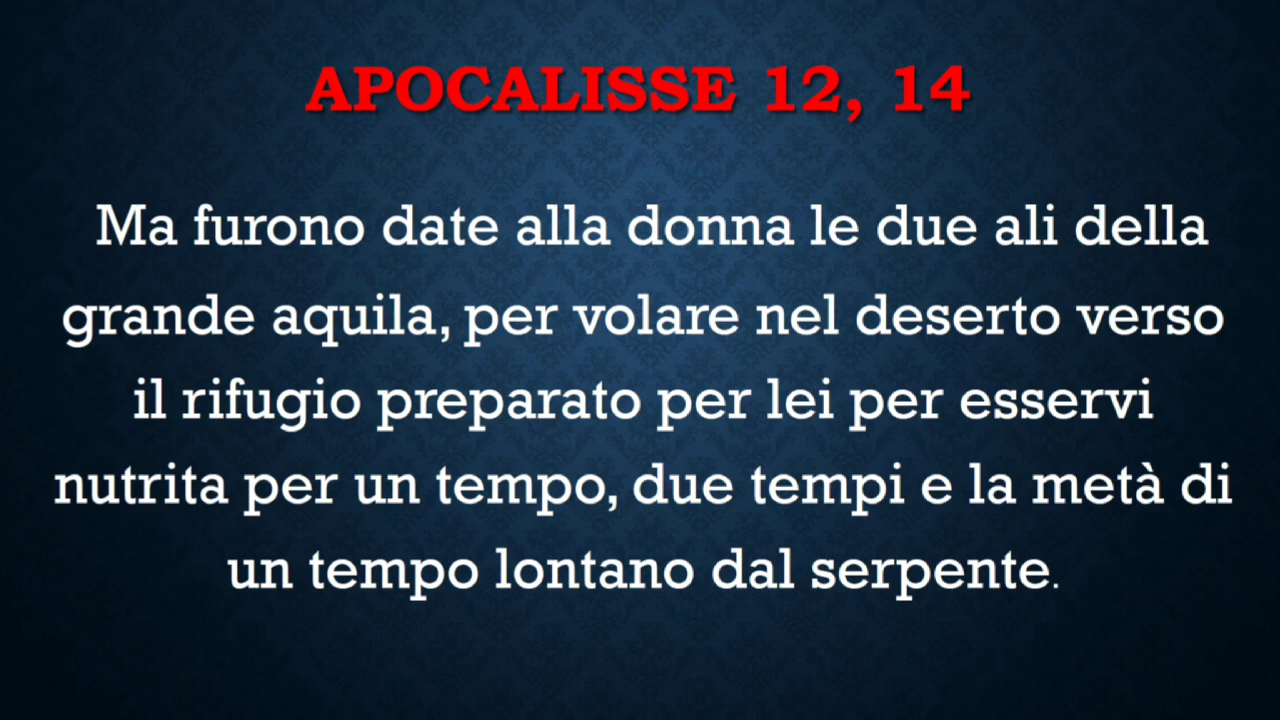 APOCALISSE 12, 14
Ma furono date alla donna le due ali della
grande aquila, per volare nel deserto verso
il rifugio preparato per lei per esservi
nutrita per un tempo, due tempi e la metà di
un tempo lontano dal serpente.